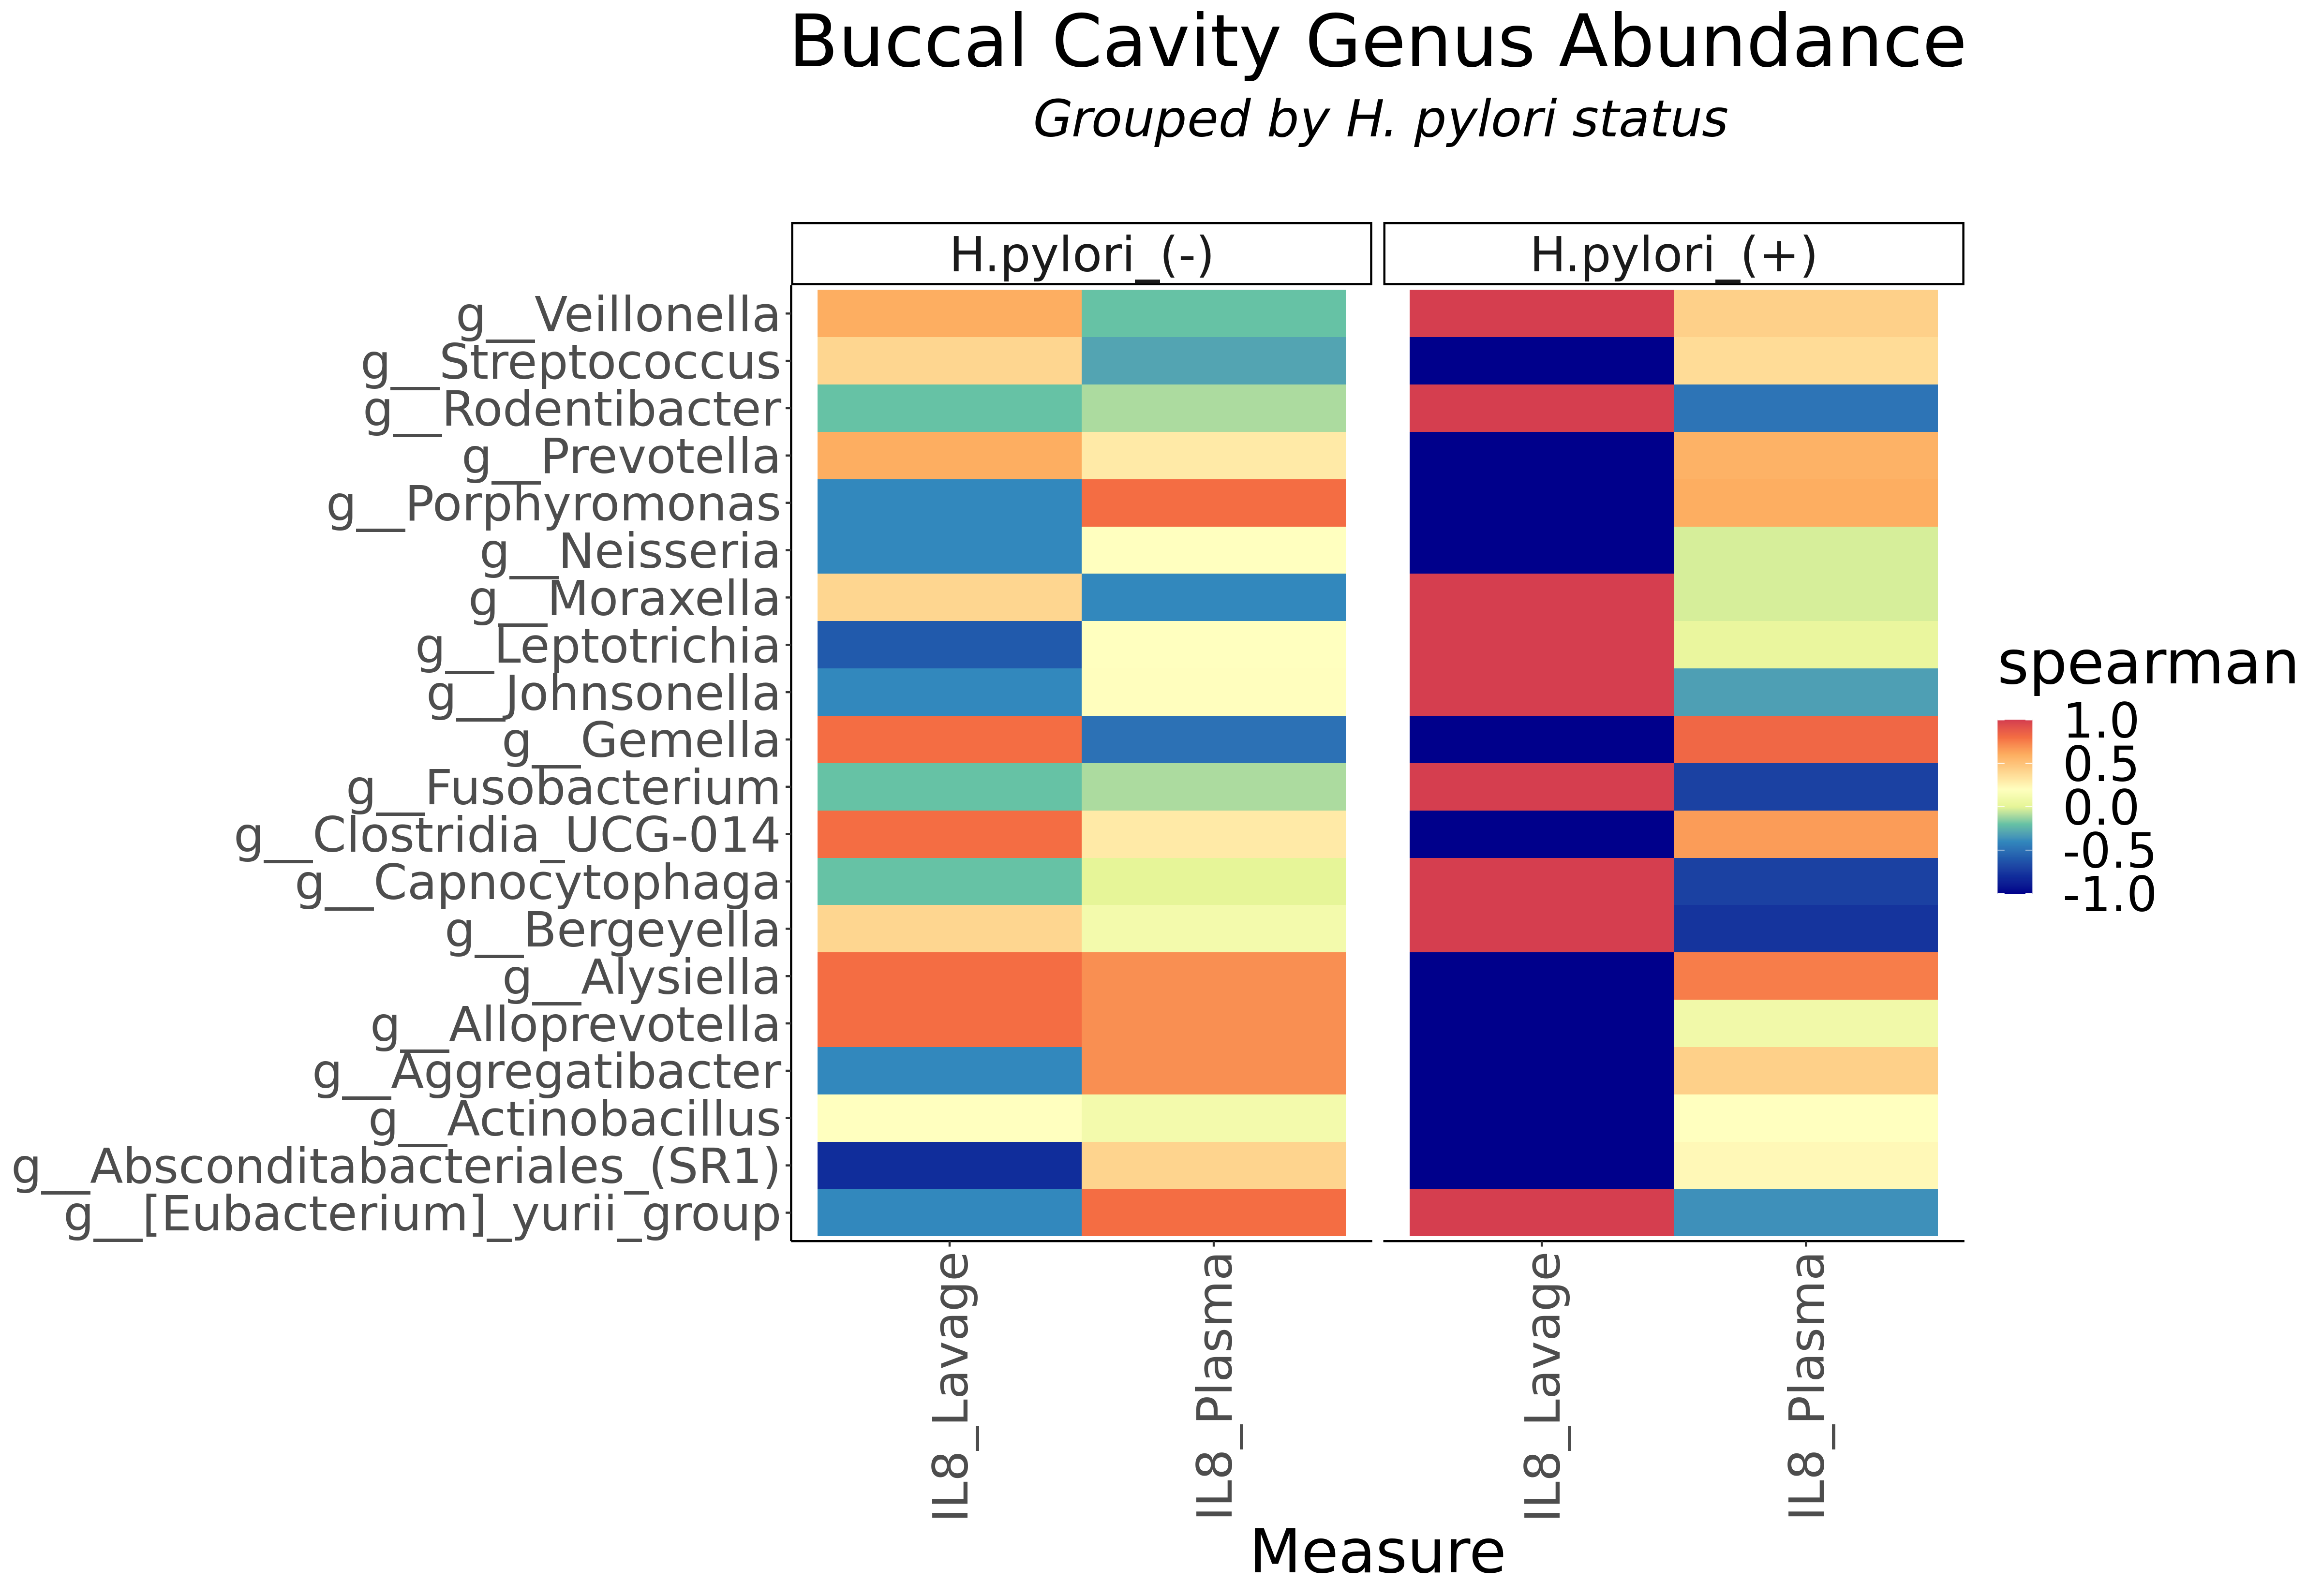 Buccal Cavity Genus Abundance
Grouped by H. pylori status
H.pylori_(-)
H.pylori_(+)
g__Veillonella
g__Streptococcus
g__Rodentibacter
g__Prevotella
g__Porphyromonas
g__Neisseria
g__Moraxella
g__Leptotrichia
g__Johnsonella
g__Gemella
g__Fusobacterium
g__Clostridia_UCG-014
g__Capnocytophaga
g__Bergeyella
g__Alysiella
g__Alloprevotella
g__Aggregatibacter
g__Actinobacillus
g__Absconditabacteriales_(SR1)
g__[Eubacterium]_yurii_group
IL8_Lavage
IL8_Plasma
IL8_Lavage
IL8_Plasma
Measure
spearman
1.0
0.5
0.0
-0.5
-1.0